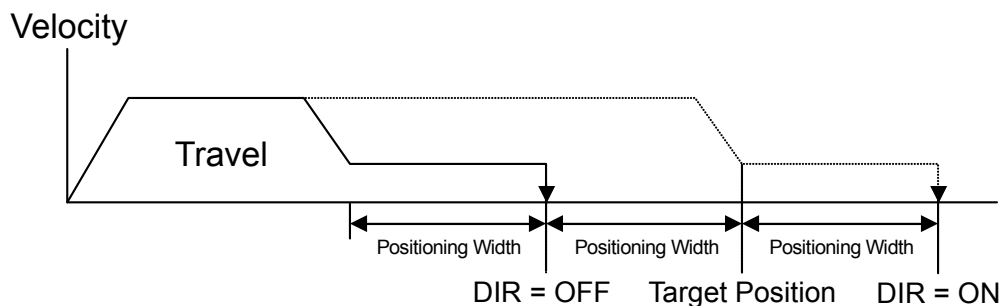 Velocity
Travel
Positioning Width Positioning Width Positioning Width
DIR = OFF Target Position DIR = ON